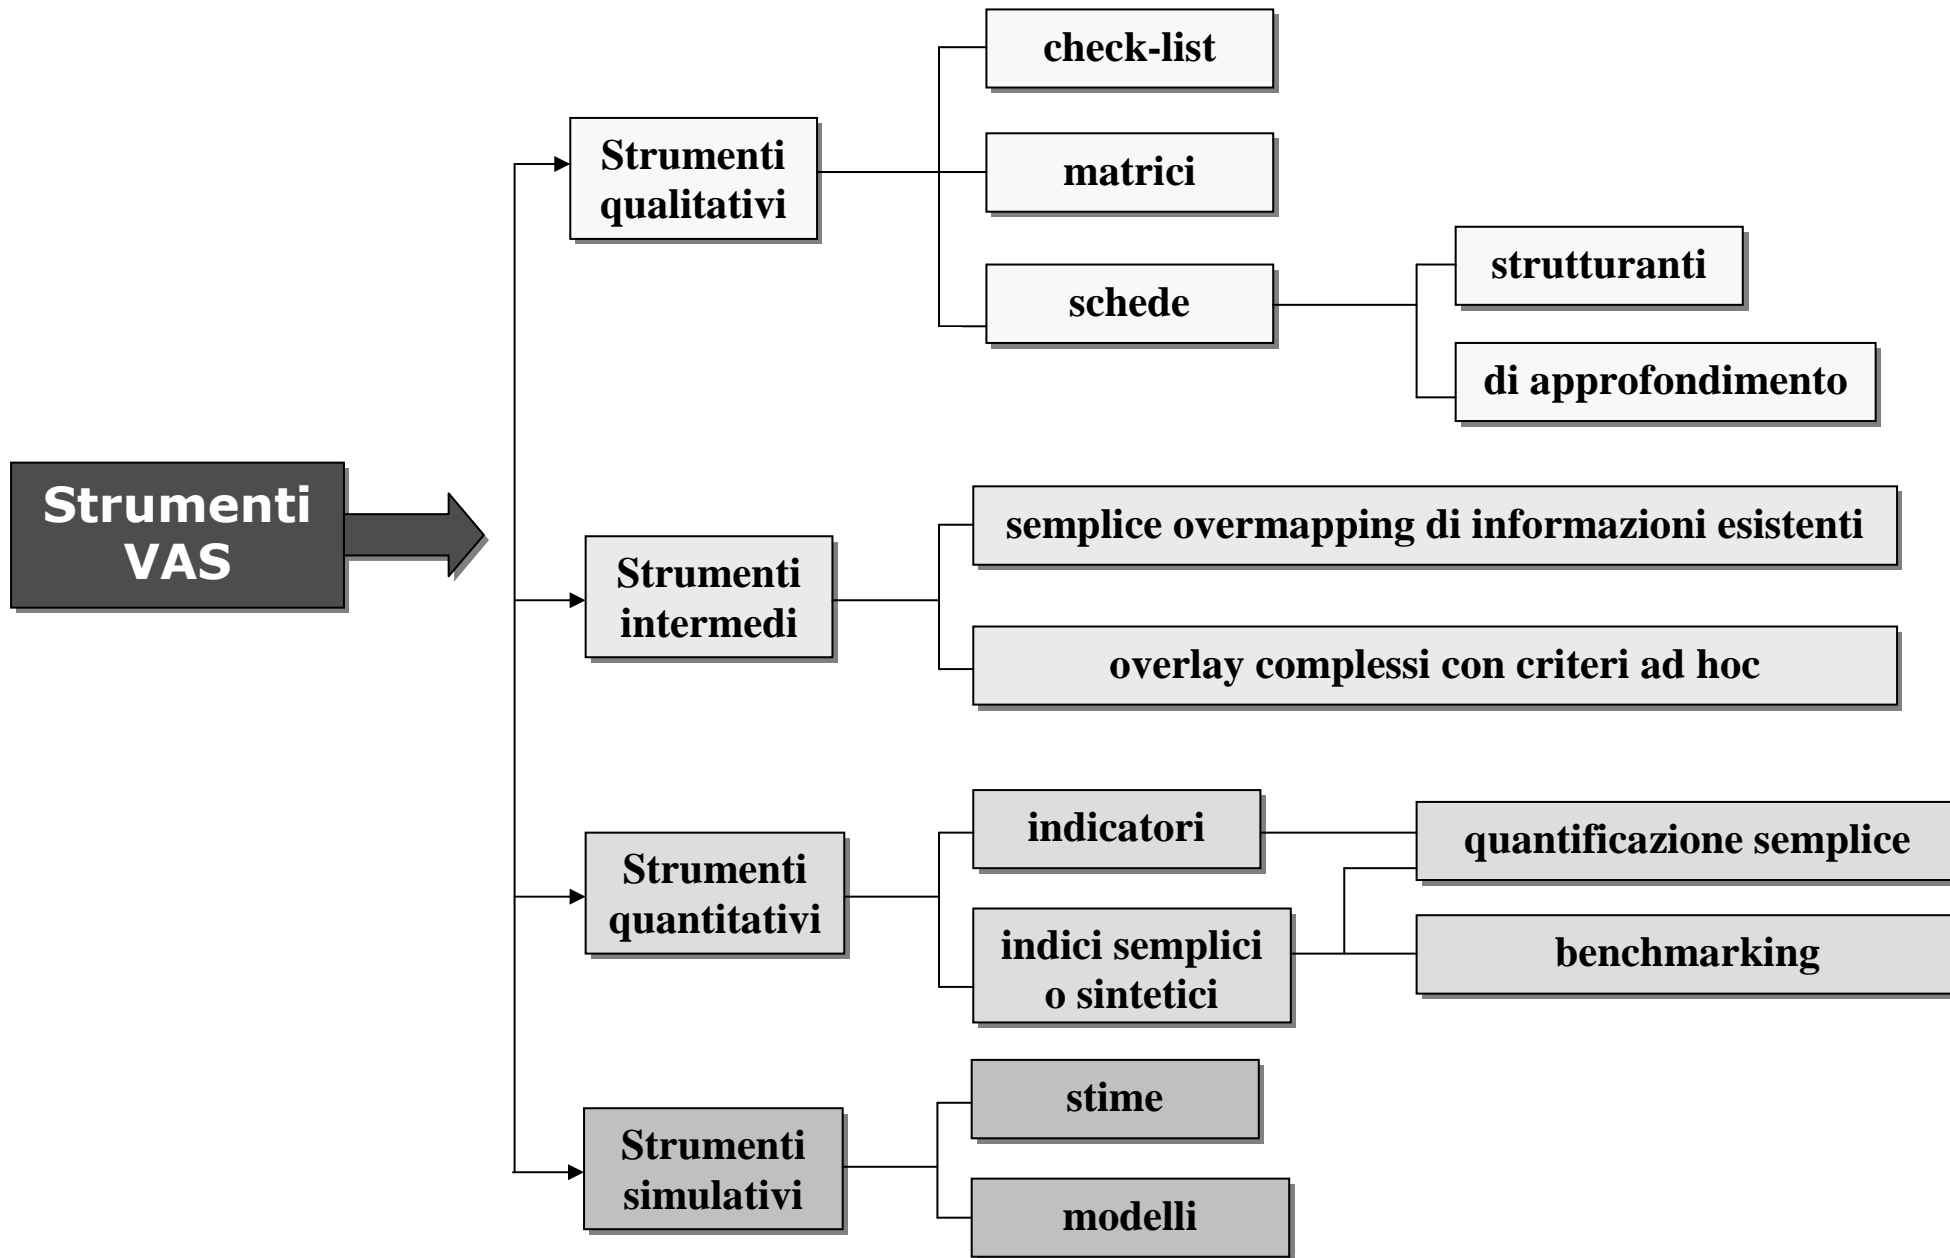 Strumenti
VAS
Strumenti
qualitativi
check-list
matrici
schede
strutturanti
di approfondimento
Strumenti
intermedi
semplice overmapping di informazioni esistenti
overlay complessi con criteri ad hoc
Strumenti
quantitativi
indicatori
indici semplici
o sintetici
quantificazione semplice
benchmarking
Strumenti
simulativi
stime
modelli